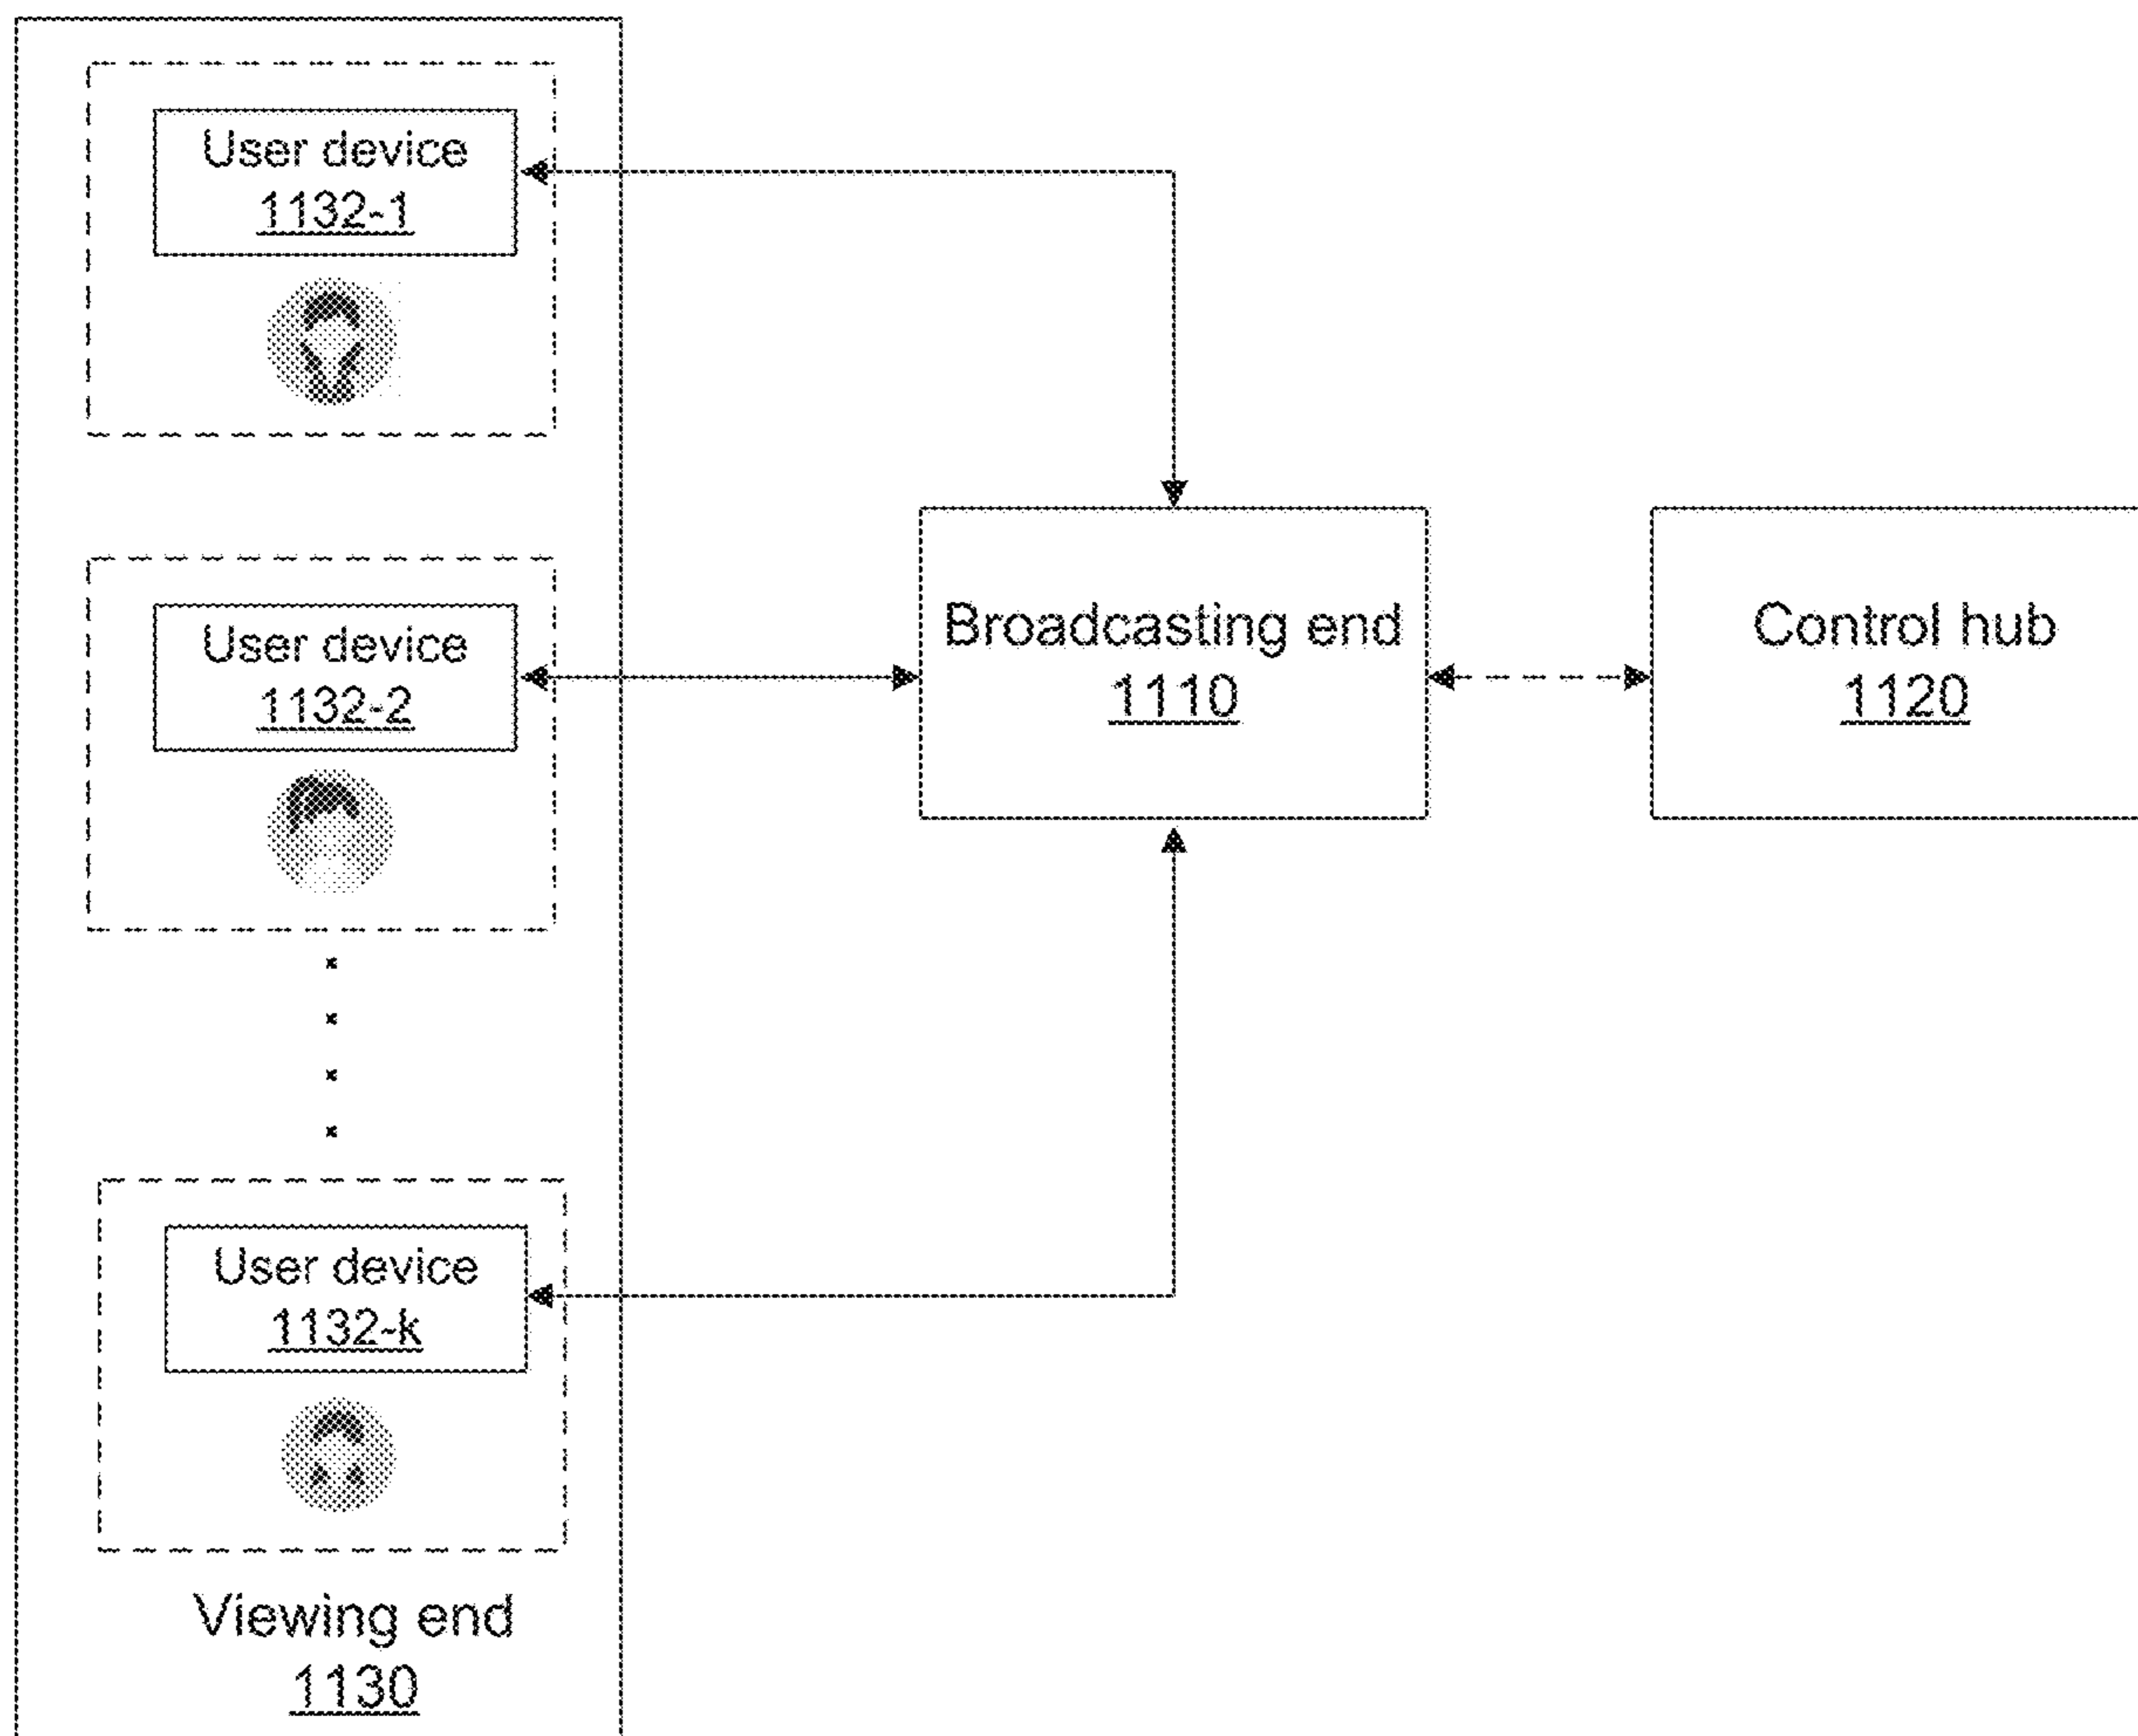 User device
1132-1
User device
1132-2
Broadcasting end
1110
Control hub
1120
User device
1132-k
Viewing end
1130